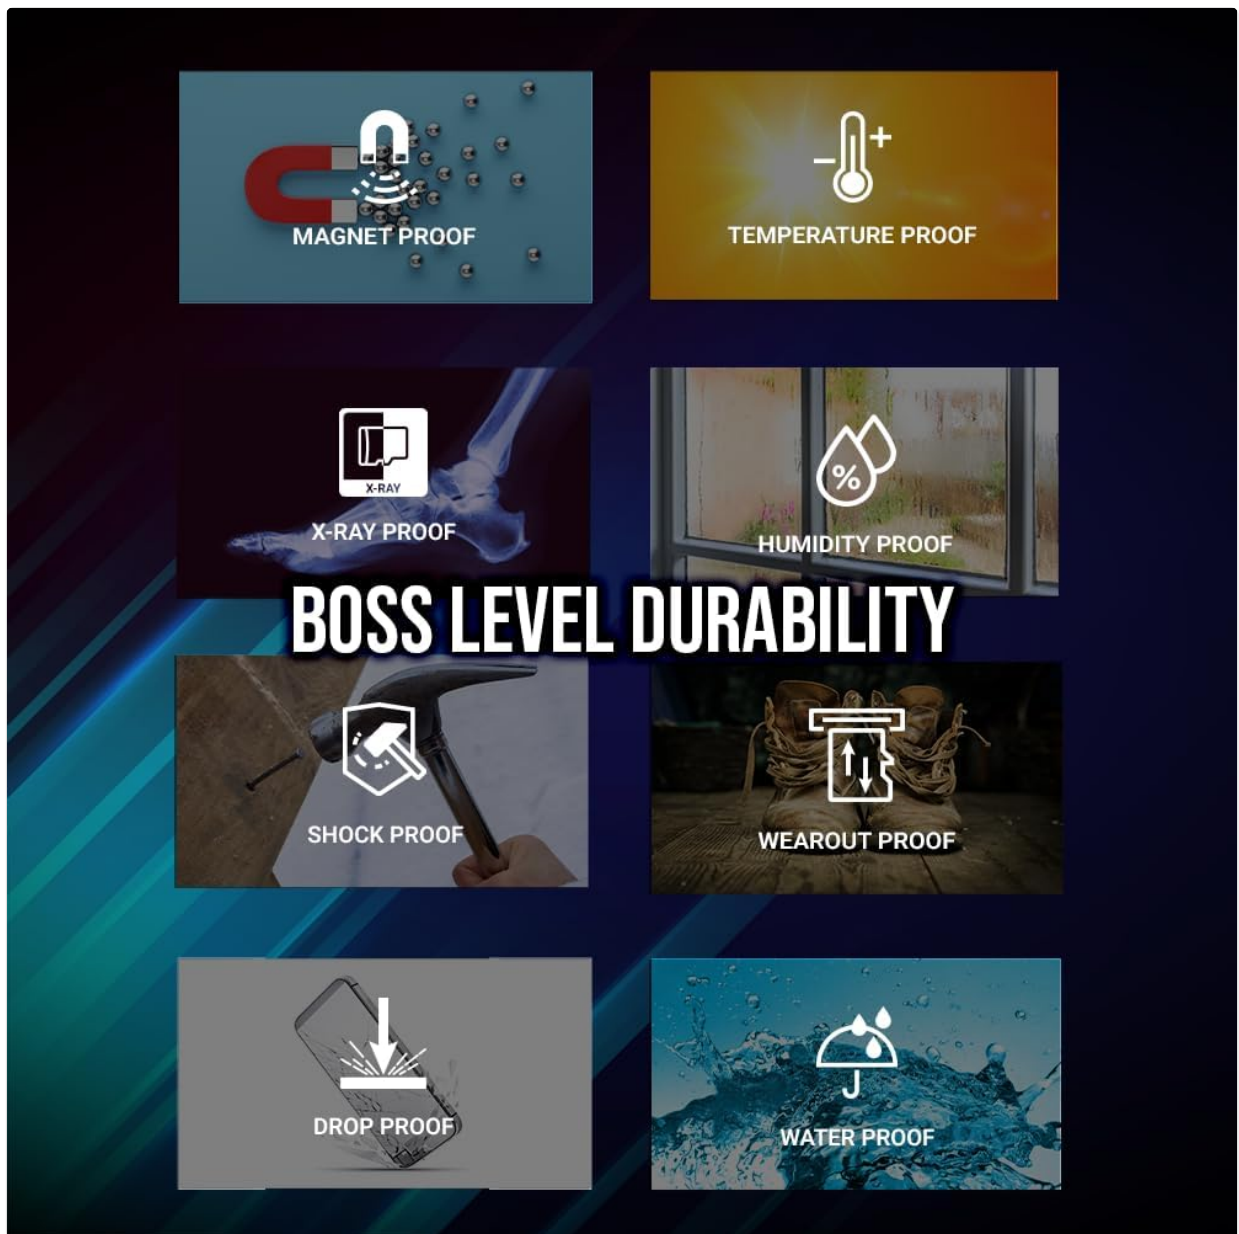 MAGNET PROOF
TEMPERATURE PROOF
X-RAY
X-RAY PROOF
%
HUMIDITY PROOF
BOSS LEVEL DURABILITY
SHOCK PROOF
WEAROUT PROOF
DROP PROOF
WATER PROOF